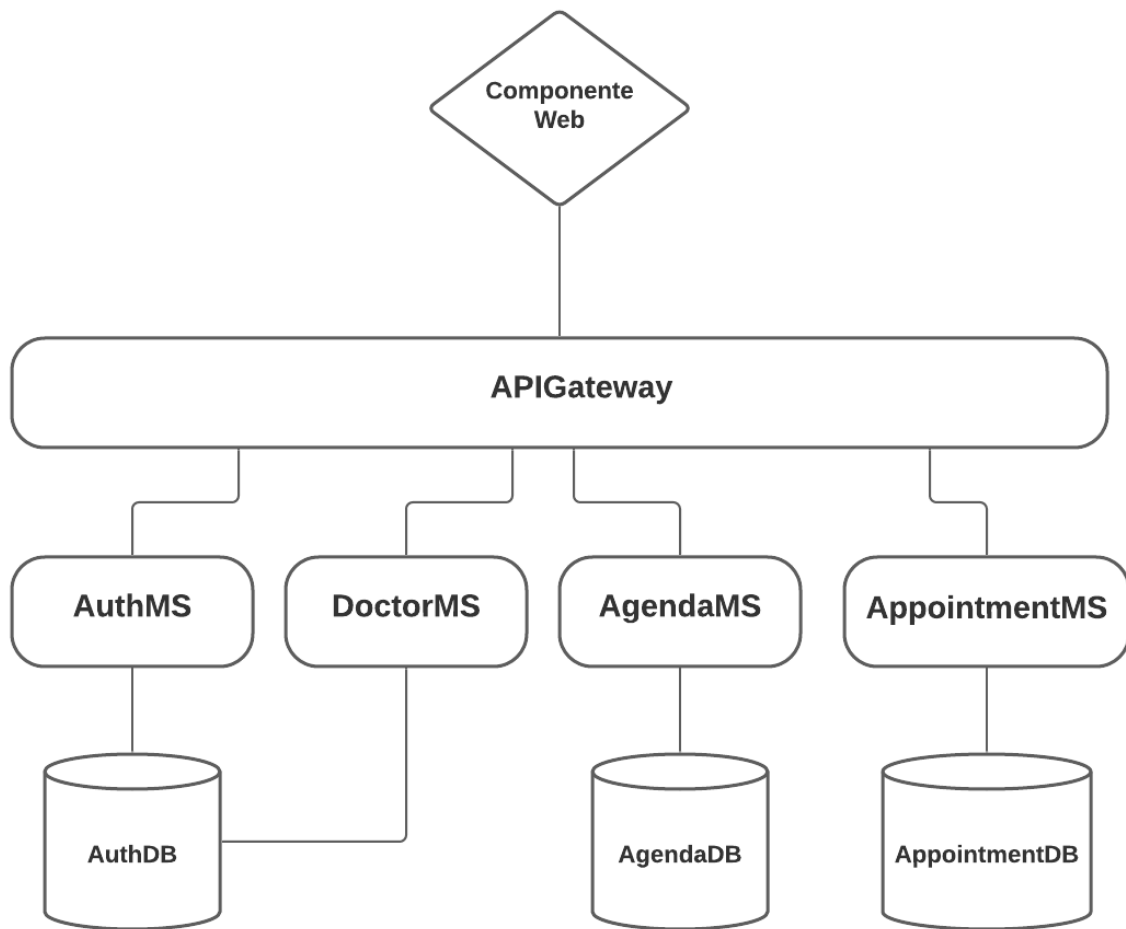 Componente
Web
APIGateway
AuthMS
DoctorMS
AgendaMS
AppointmentMS
AuthDB
AgendaDB
AppointmentDB